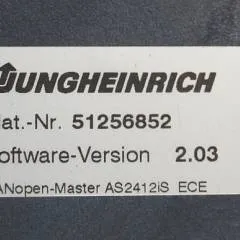 JUNGHEINRICH
at.-Nr. 51256852
oftware-Version 2.03
ANopen-Master AS2412iS ECE